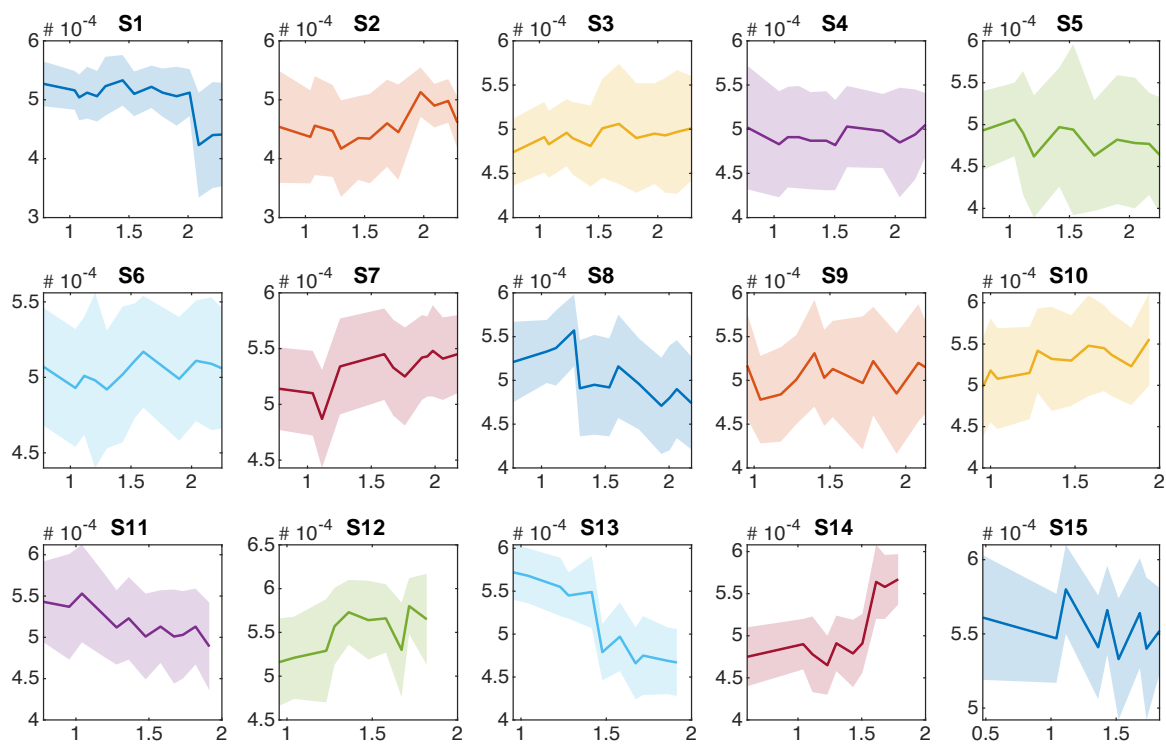 # 10⁻⁴ S1 # 10⁻⁴ S2 # 10⁻⁴ S3 # 10⁻⁴ S4 # 10⁻⁴ S5
6 6 6 6 6
5.5 5.5 5.5
5 5 5 5 5
4.5 4.5 4.5
4 4 4 4 4
3 3
1 1.5 2 1 1.5 2 1 1.5 2 1 1.5 2 1 1.5 2
# 10⁻⁴ S6 # 10⁻⁴ S7 # 10⁻⁴ S8 # 10⁻⁴ S9 # 10⁻⁴ S10
5.5 6 6 6 6
5.5 5.5 5.5 5.5
5 5 5 5 5
4.5 4.5 4.5 4.5 4.5
4 4 4
1 1.5 2 1 1.5 2 1 1.5 2 1 1.5 2 1 1.5 2
# 10⁻⁴ S11 # 10⁻⁴ S12 # 10⁻⁴ S13 # 10⁻⁴ S14 # 10⁻⁴ S15
6 6.5 6 6 6
6
5.5 5.5 5.5 5.5 5.5
5 5 5 5 5
4.5 4.5 4.5
4 4.5 4 4
1 1.5 2 1 1.5 2 1 1.5 2 1 1.5 2 0.5 1 1.5